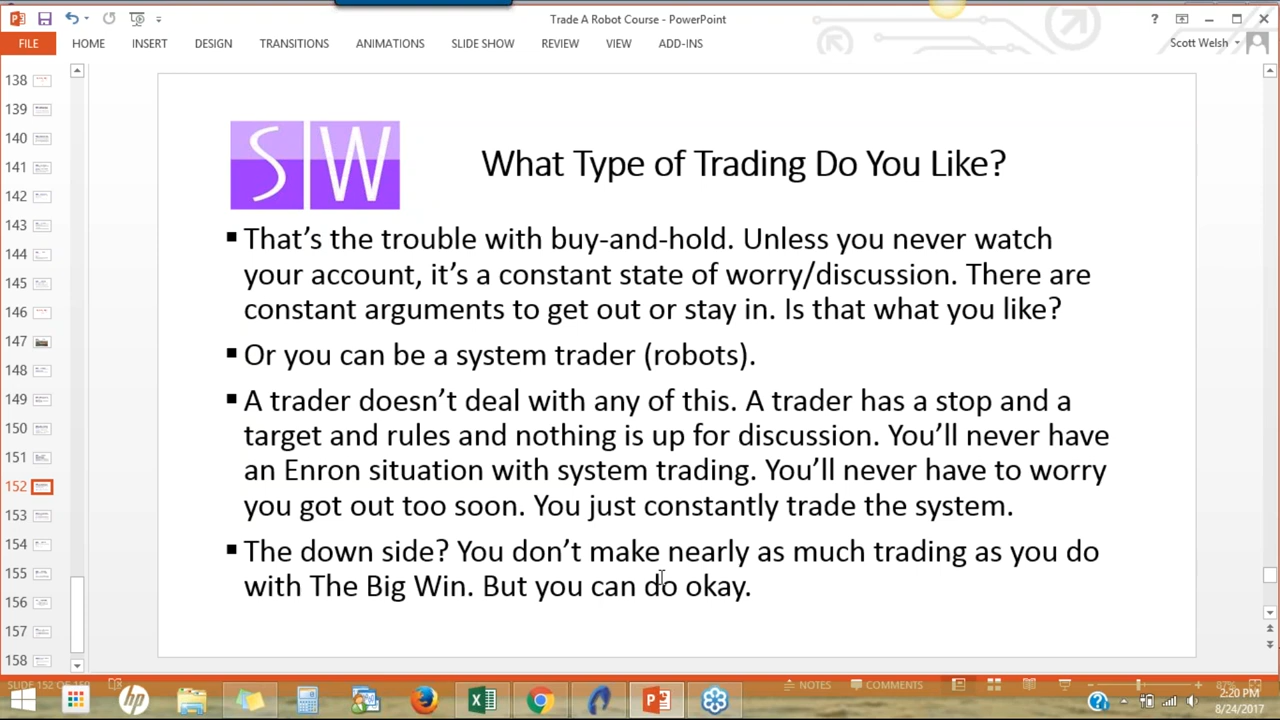 Trade A Robot Course - PowerPoint
?
FILE HOME INSERT DESIGN TRANSITIONS ANIMATIONS SLIDE SHOW REVIEW VIEW ADD-INS Scott Welsh
138
139
140
141
142
143
144
145
146
147
148
149
150
151
152
153
154
155
156
157
158
SW
What Type of Trading Do You Like?
▪ That’s the trouble with buy-and-hold. Unless you never watch
your account, it’s a constant state of worry/discussion. There are
constant arguments to get out or stay in. Is that what you like?
▪ Or you can be a system trader (robots).
▪ A trader doesn’t deal with any of this. A trader has a stop and a
target and rules and nothing is up for discussion. You’ll never have
an Enron situation with system trading. You’ll never have to worry
you got out too soon. You just constantly trade the system.
▪ The down side? You don’t make nearly as much trading as you do
with The Big Win. But you can do okay.
NOTES COMMENTS 87%
hp
2:20 PM
8/24/2017